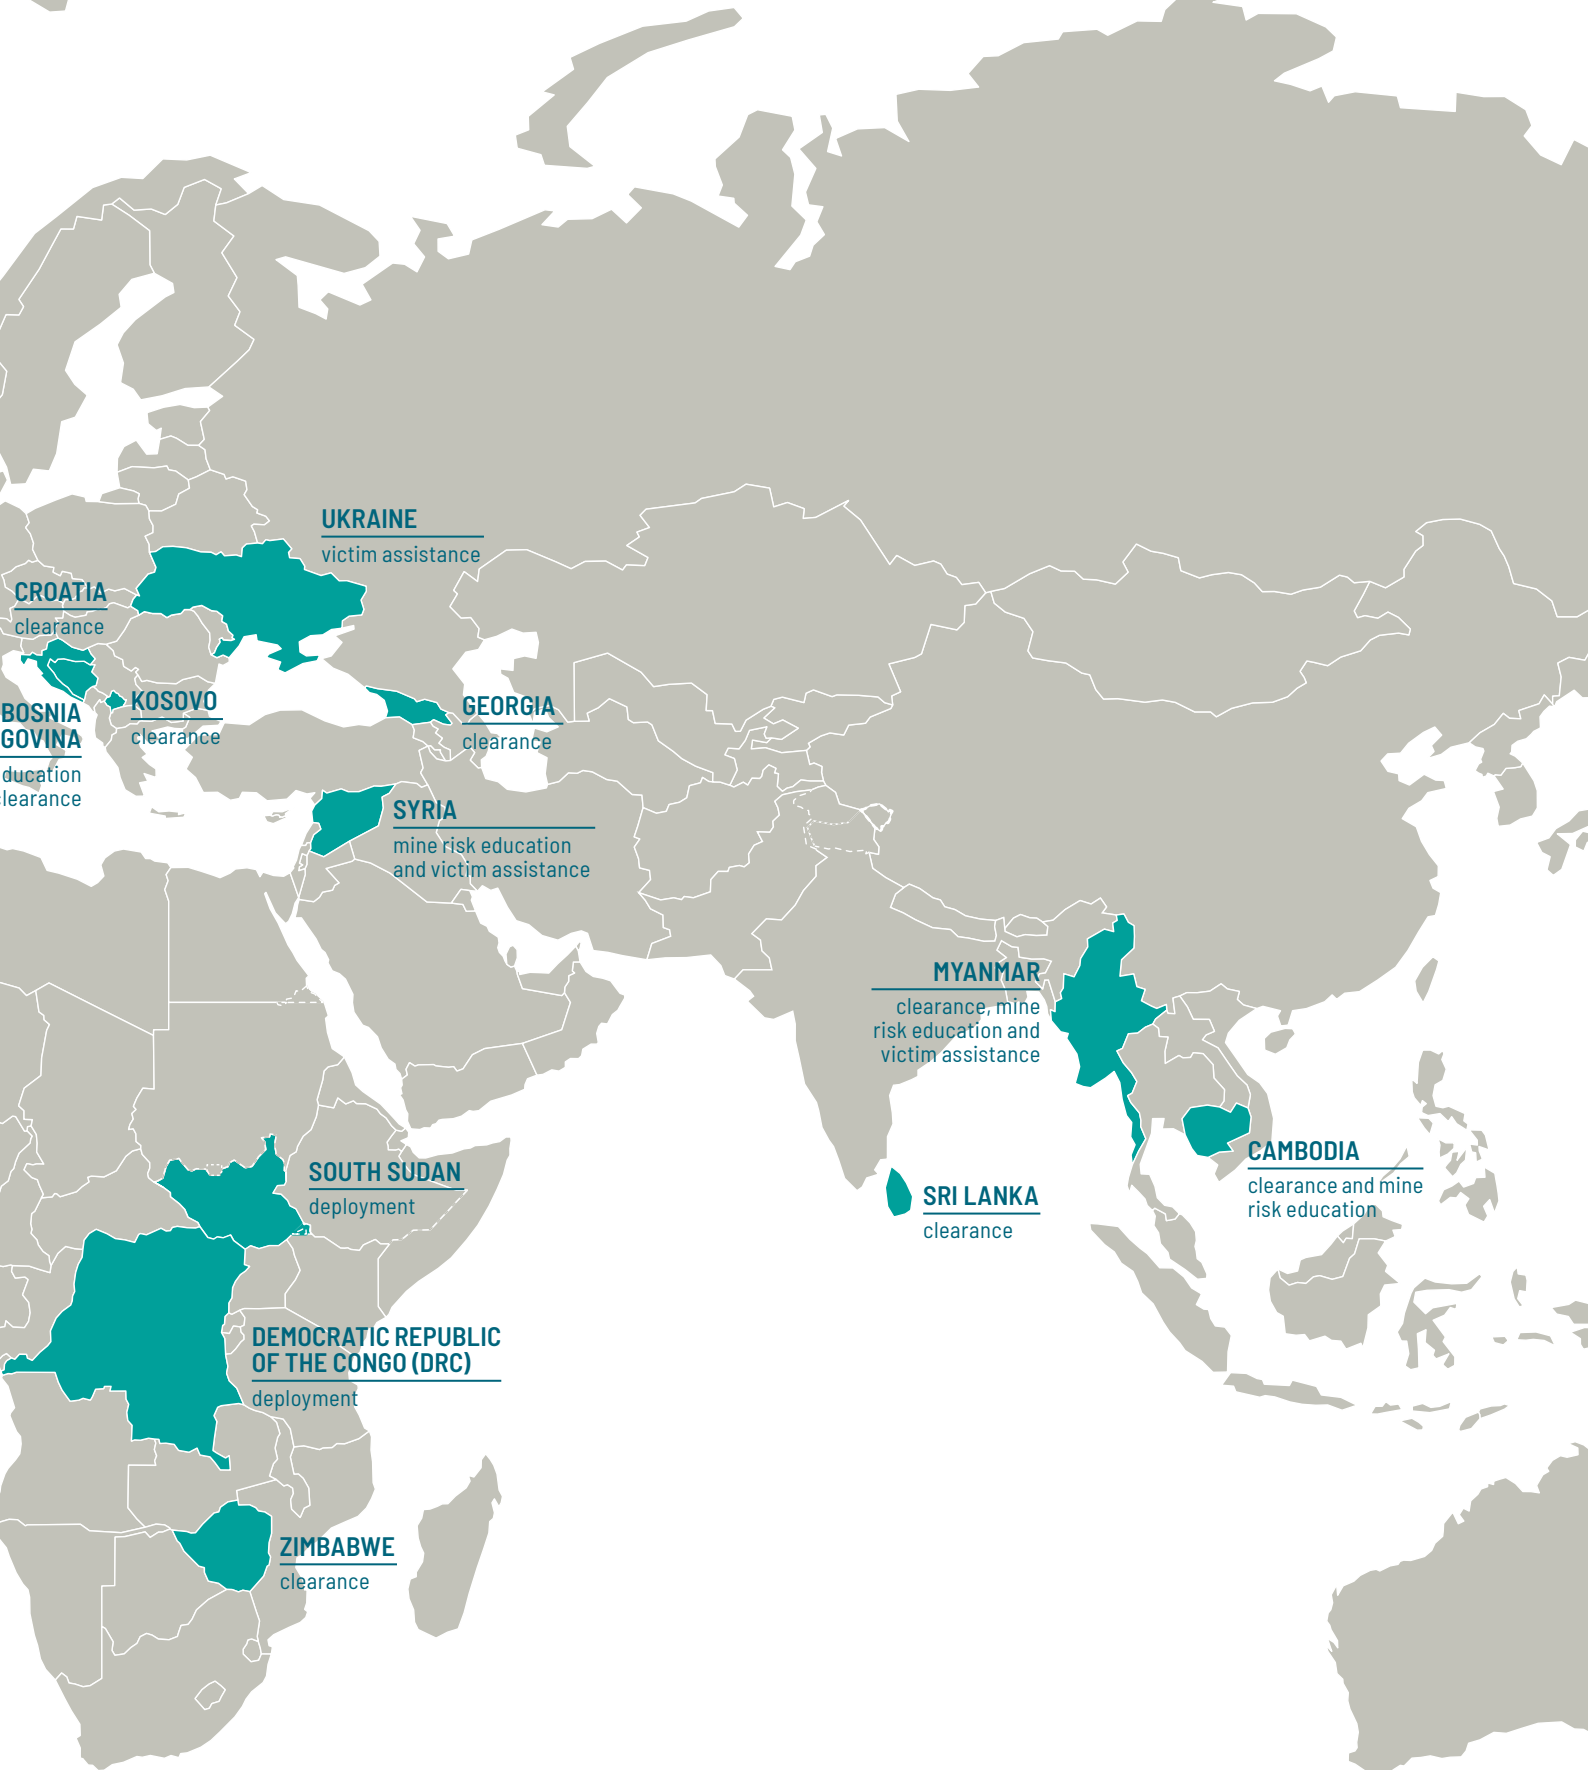 UKRAINE
victim assistance
CROATIA
clearance
KOSOVO
clearance
BOSNIA
GOVINA
ducation
clearance
GEORGIA
clearance
SYRIA
mine risk education
and victim assistance
MYANMAR
clearance, mine
risk education and
victim assistance
CAMBODIA
clearance and mine
risk education
SOUTH SUDAN
deployment
SRI LANKA
clearance
DEMOCRATIC REPUBLIC
OF THE CONGO (DRC)
deployment
ZIMBABWE
clearance